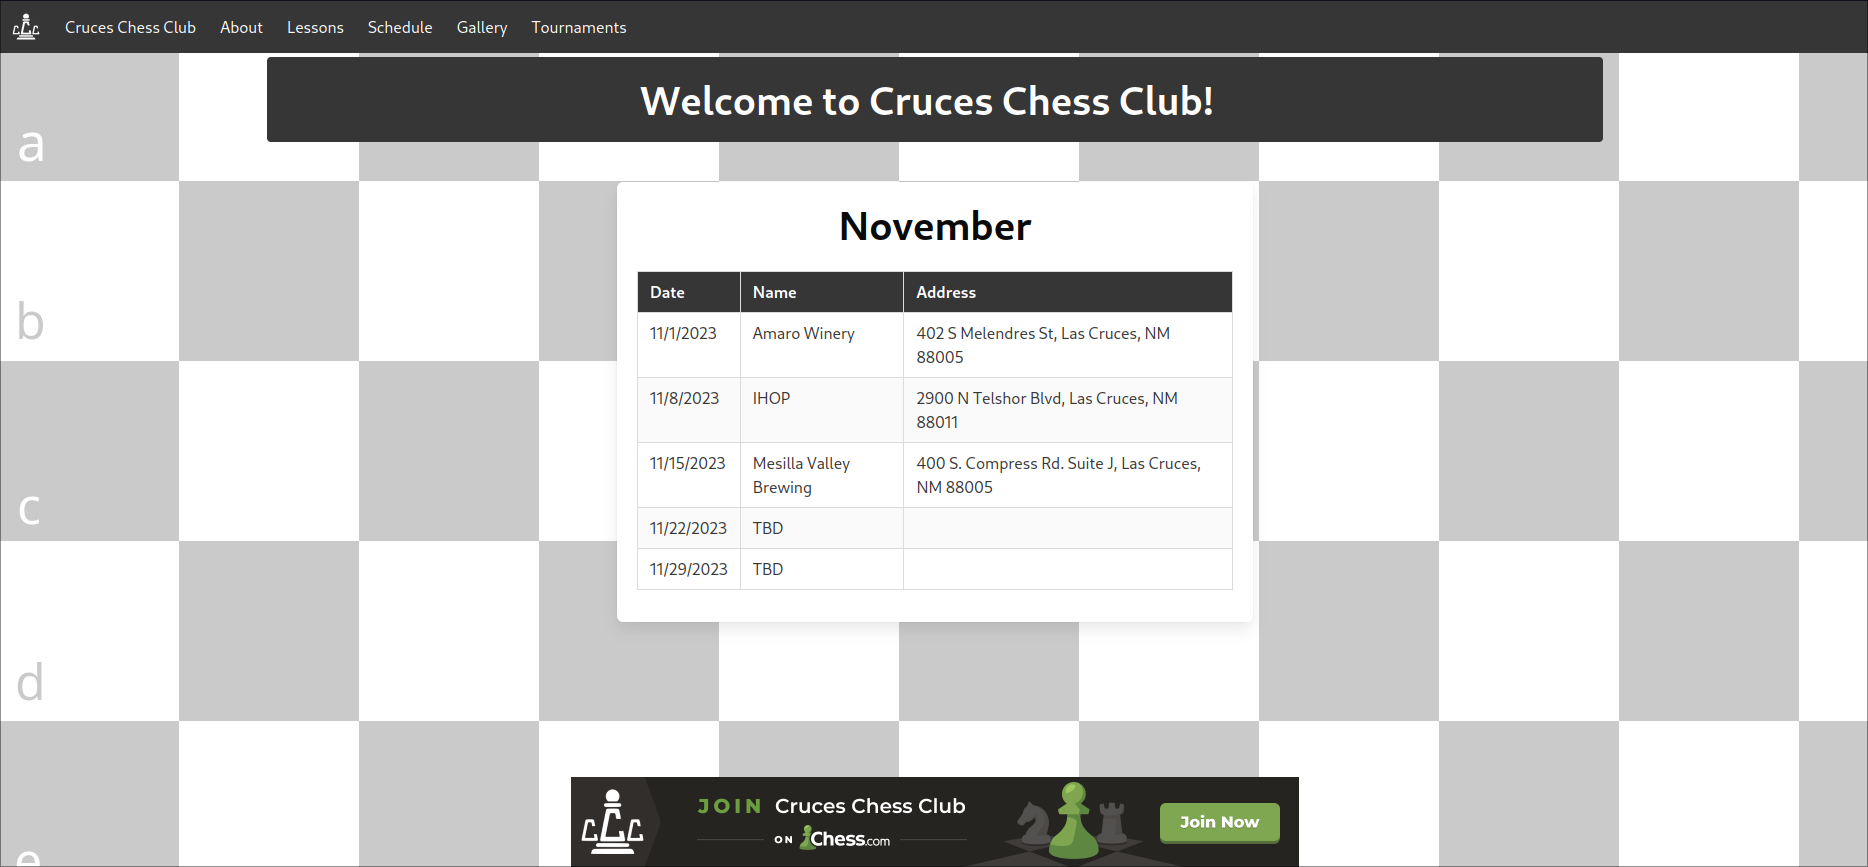 Cruces Chess Club About Lessons Schedule Gallery Tournaments
Welcome to Cruces Chess Club!
a
November
Date Name Address
11/1/2023 Amaro Winery 402 S Melendres St, Las Cruces, NM
88005
b
11/8/2023 IHOP 2900 N Telshor Blvd, Las Cruces, NM
88011
11/15/2023 Mesilla Valley 400 S. Compress Rd. Suite J, Las Cruces,
Brewing NM 88005
c
11/22/2023 TBD
11/29/2023 TBD
d
CCC
JOIN Cruces Chess Club
ON Chess.com
Join Now
e